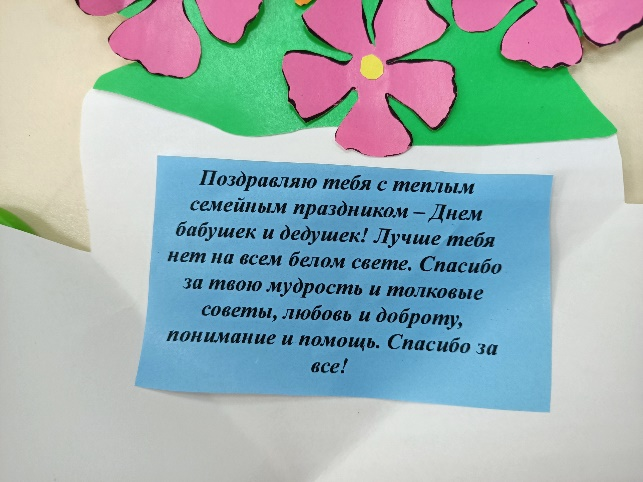 Поздравляю тебя с теплым
семейным праздником – Днем
бабушек и дедушек! Лучше тебя
нет на всем белом свете. Спасибо
за твою мудрость и толковые
советы, любовь и доброту,
понимание и помощь. Спасибо за
все!